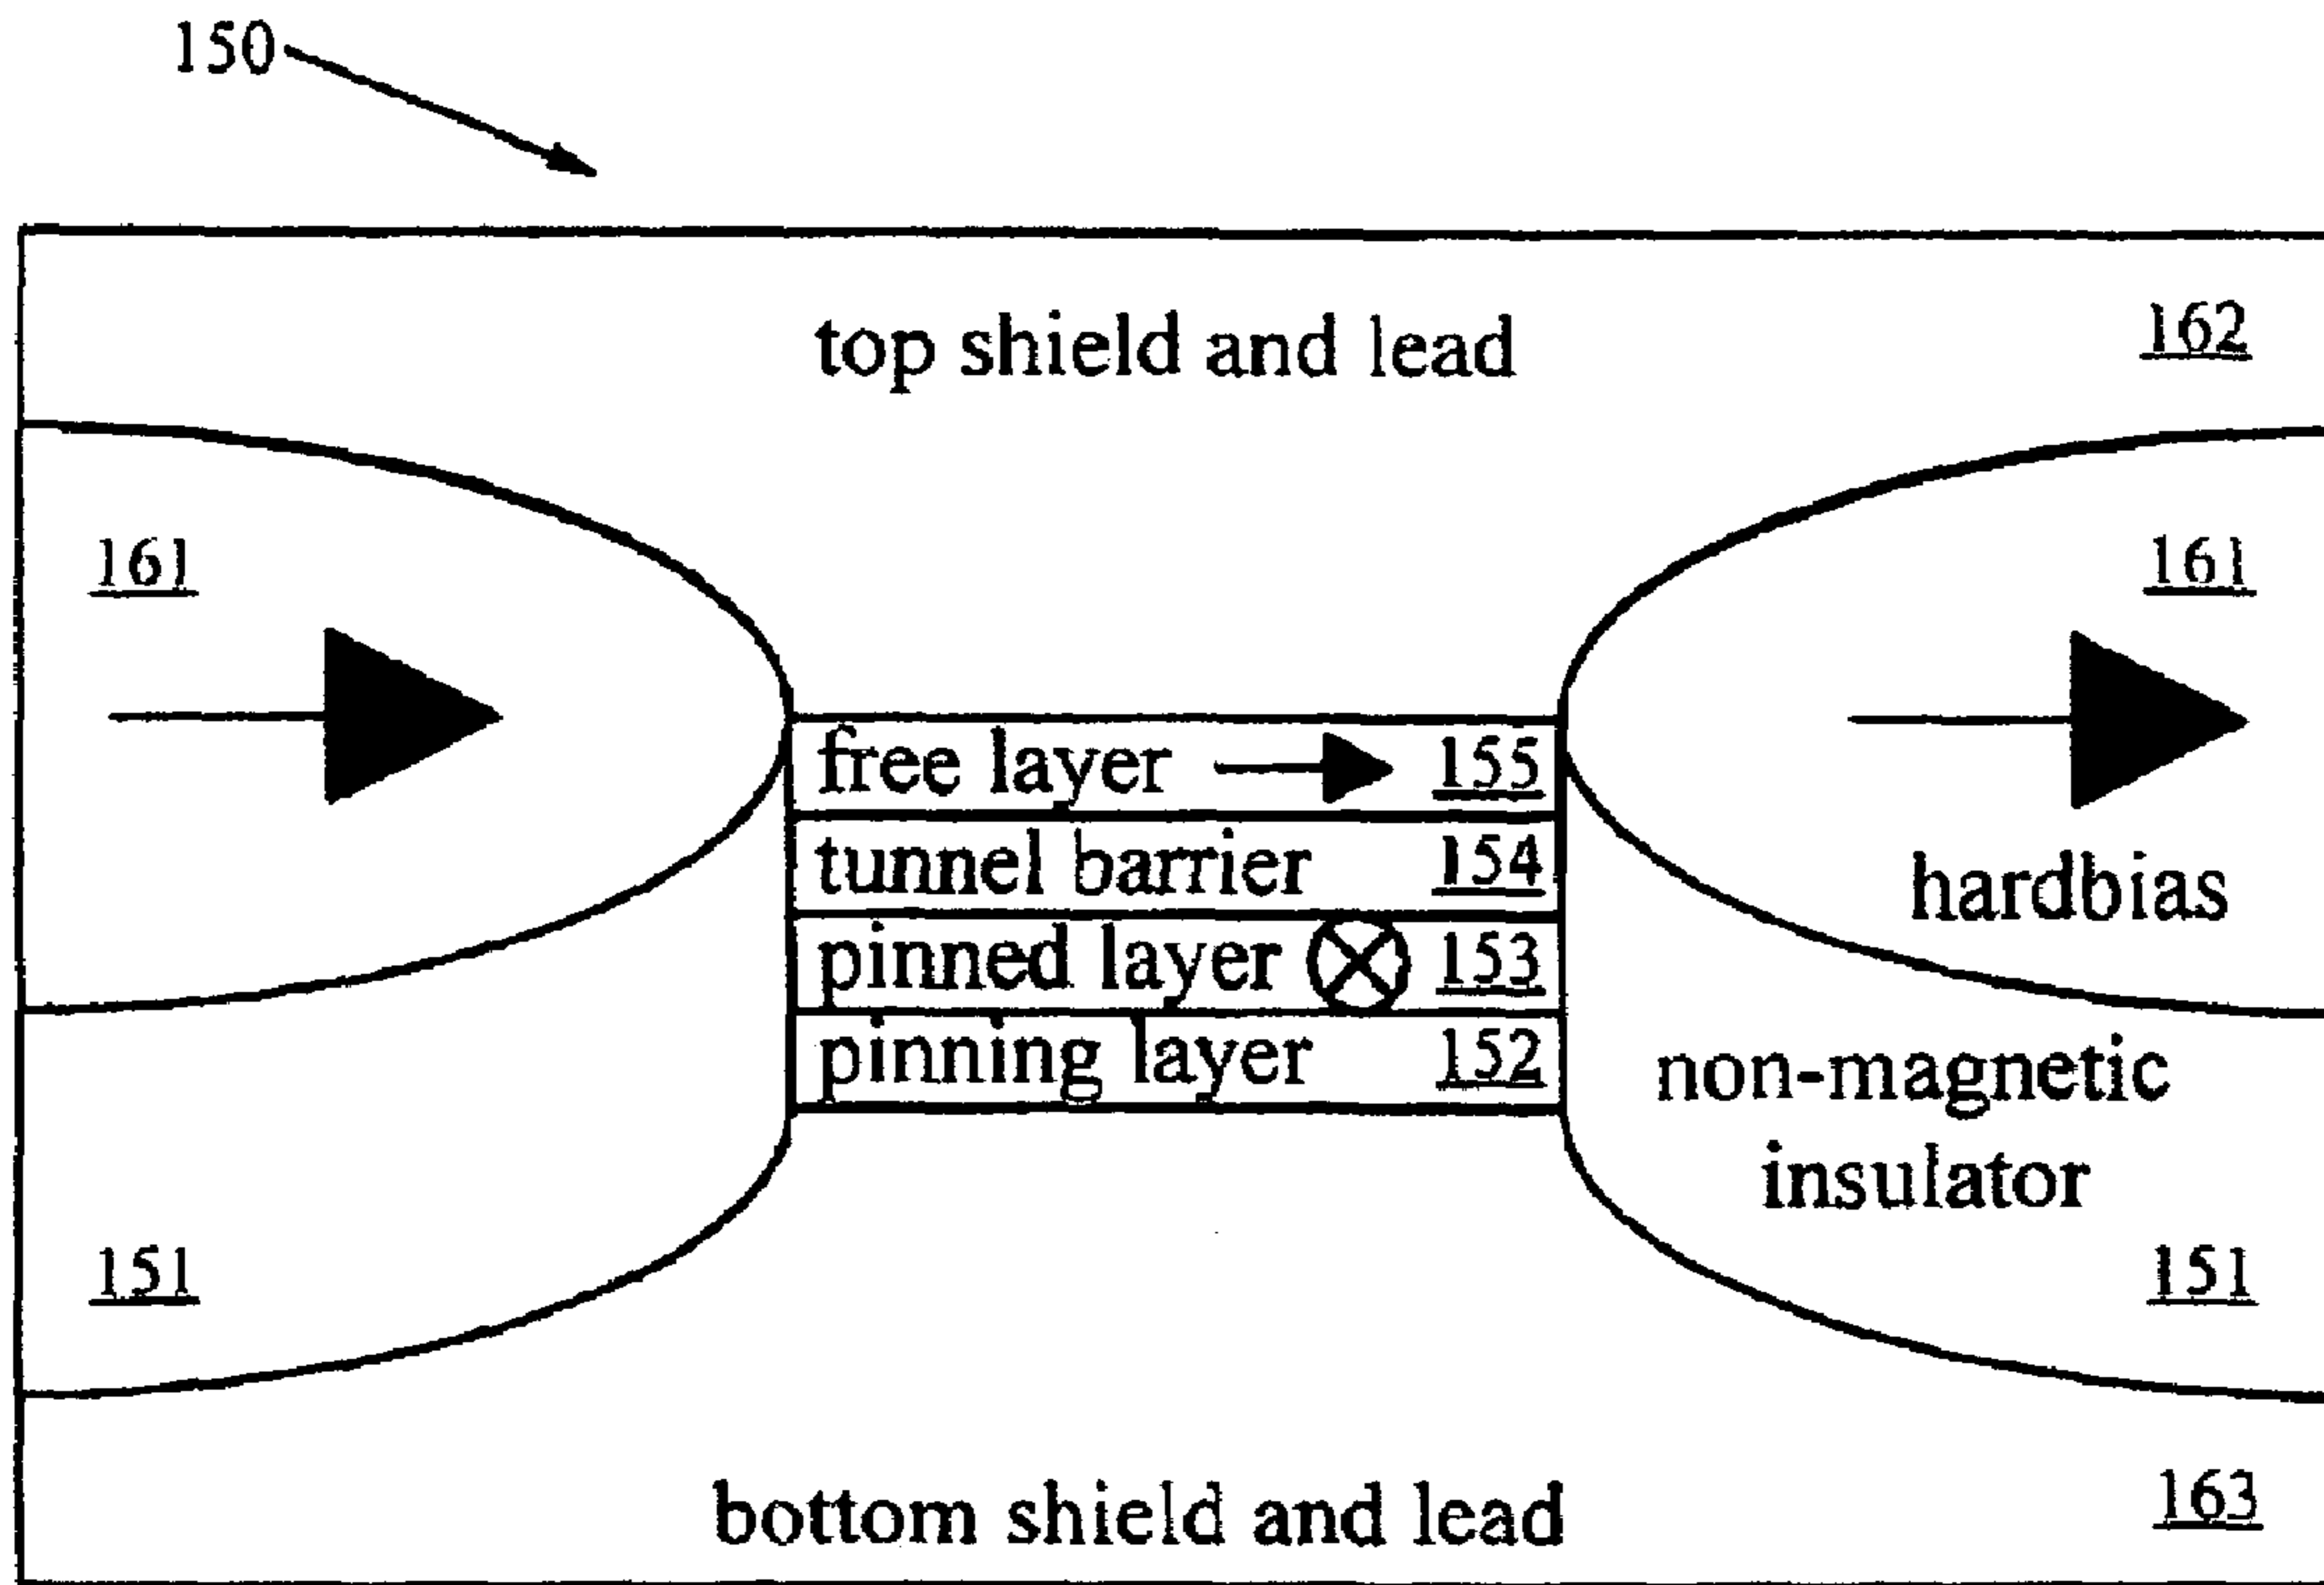 150
top shield and lead 162
161 161
free layer 155
tunnel barrier 154
hardbias
pinned layer 153
pinning layer 152
non-magnetic
insulator
151 151
bottom shield and lead 163